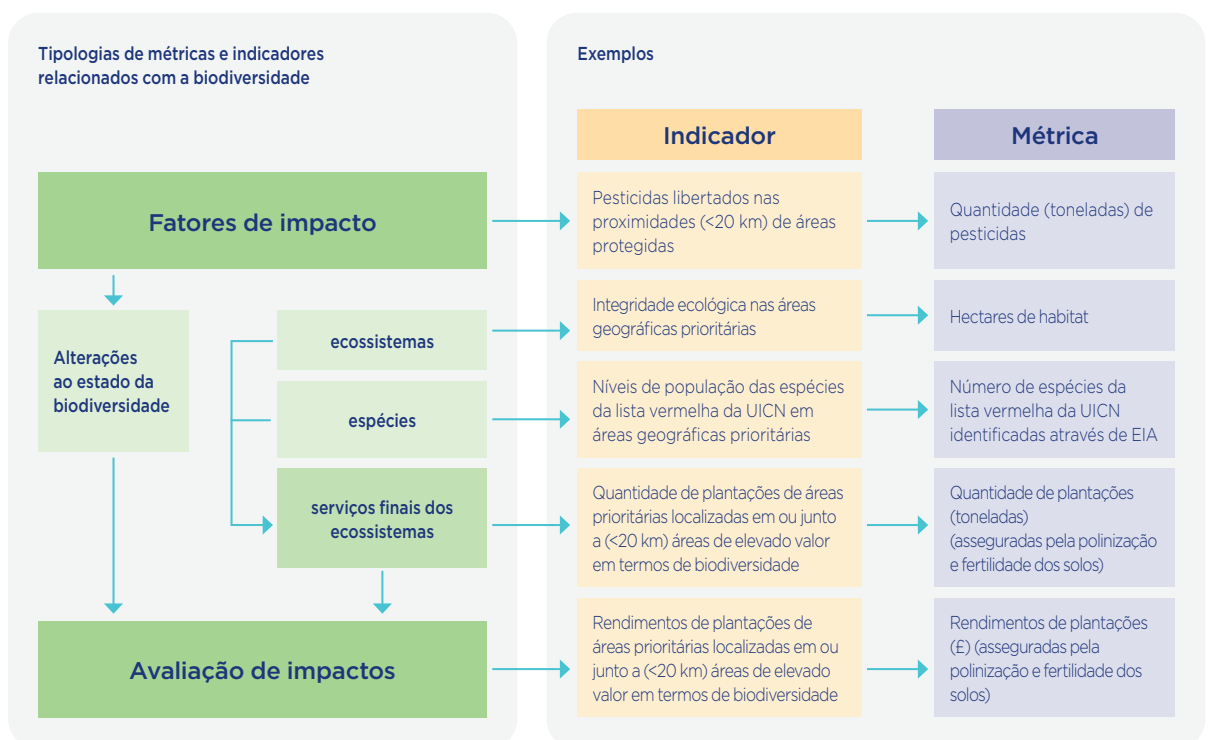 Tipologias de métricas e indicadores
relacionados com a biodiversidade
Fatores de impacto
Alterações
ao estado da
biodiversidade
ecossistemas
espécies
serviços finais dos
ecossistemas
Avaliação de impactos
Exemplos
Indicador
Métrica
Pesticidas libertados nas
proximidades (<20 km) de áreas
protegidas
Quantidade (toneladas) de
pesticidas
Integridade ecológica nas áreas
geográficas prioritárias
Hectares de habitat
Níveis de população das espécies
da lista vermelha da UICN em
áreas geográficas prioritárias
Número de espécies da
lista vermelha da UICN
identificadas através de EIA
Quantidade de plantações de áreas
prioritárias localizadas em ou junto
a (<20 km) áreas de elevado valor
em termos de biodiversidade
Quantidade de plantações
(toneladas)
(asseguradas pela polinização
e fertilidade dos solos)
Rendimentos de plantações de
áreas prioritárias localizadas em ou
junto a (<20 km) áreas de elevado
valor em termos de biodiversidade
Rendimentos de plantações
(£) (asseguradas pela
polinização e fertilidade dos
solos)